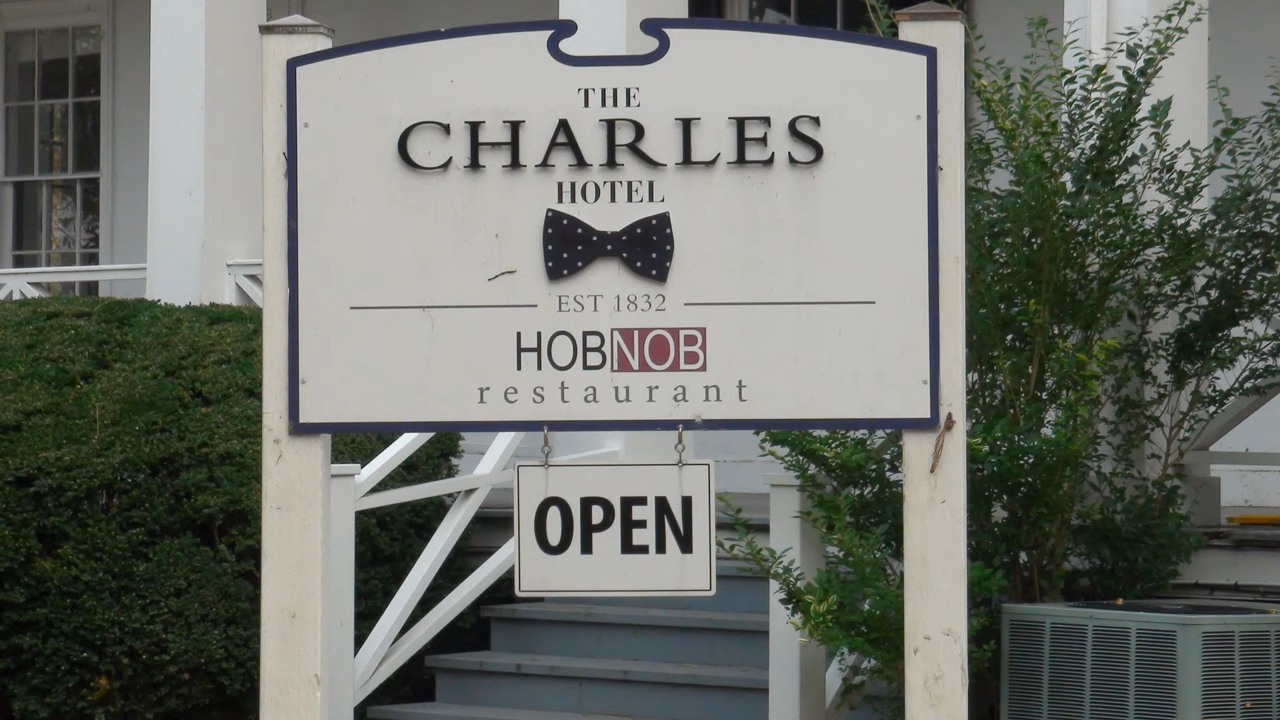 THE
CHARLES
HOTEL
EST 1832
HOBNOB
restaurant
OPEN